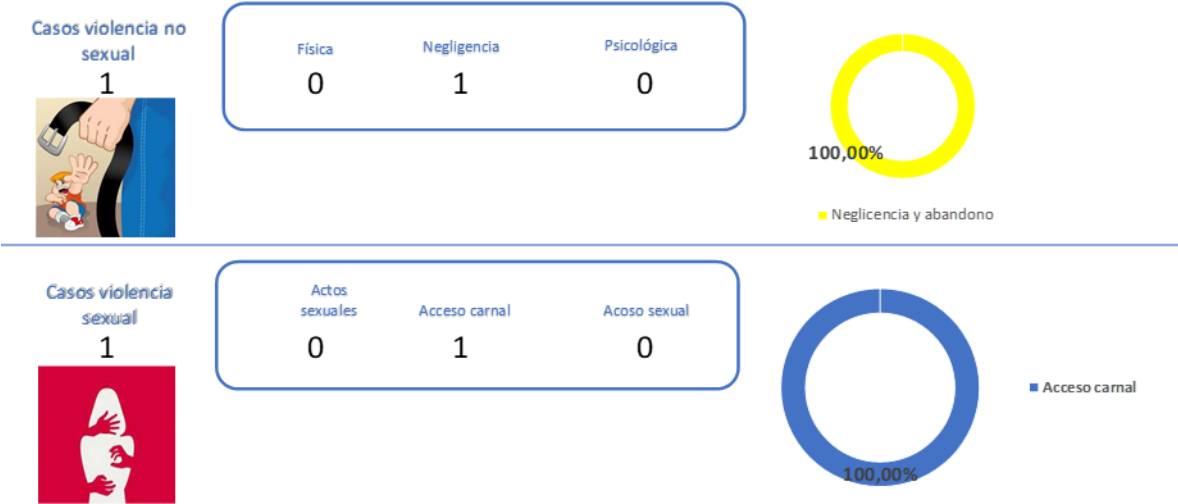 Casos violencia no
sexual
1
Física
Negligencia
Psicológica
0
1
0
100,00%
Neglicencia y abandono
Casos violencia
sexual
1
Actos
sexuales
Acceso carnal
Acoso sexual
0
1
0
100,00%
Acceso carnal